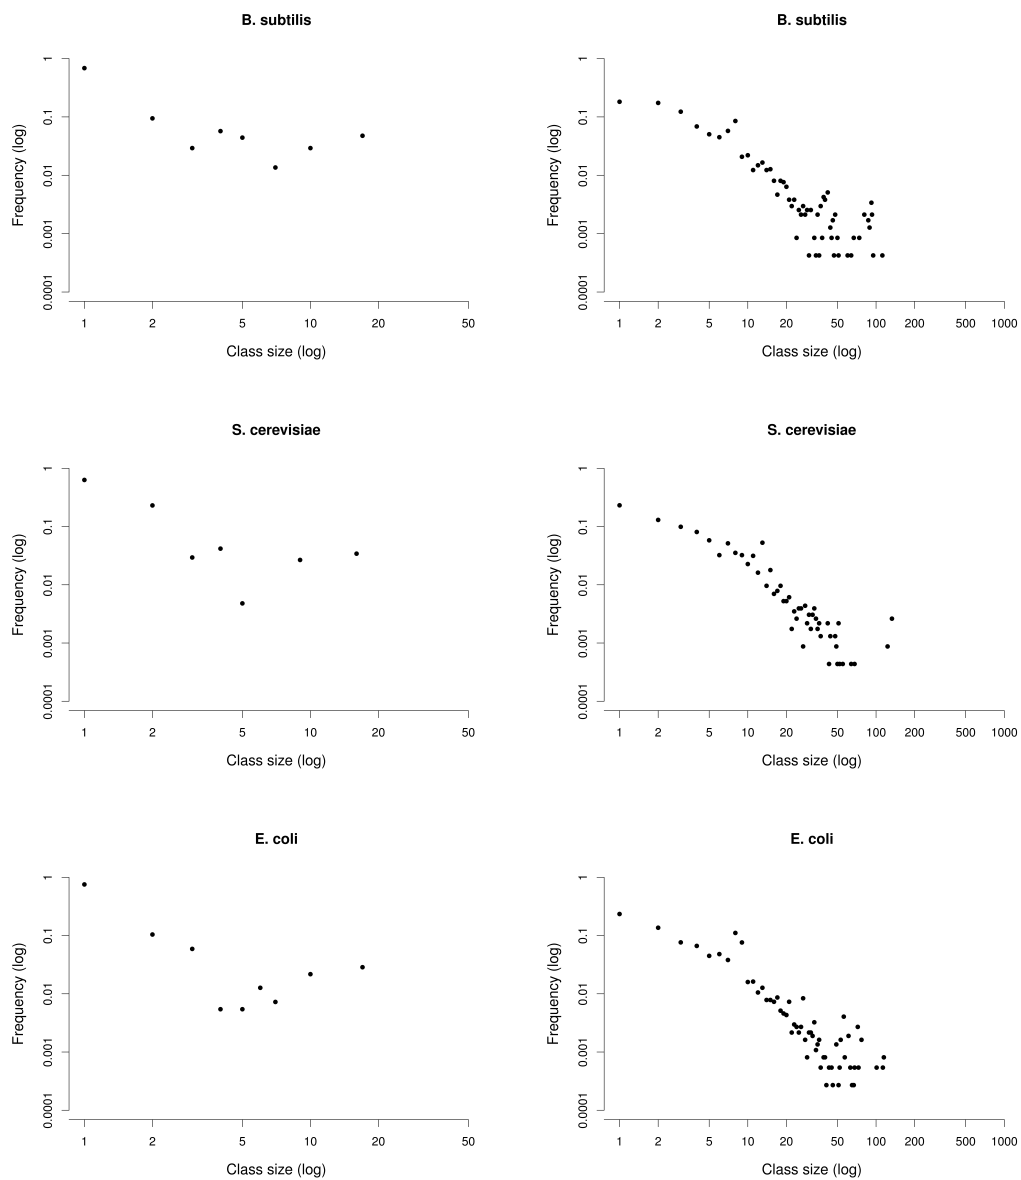 B. subtilis
Frequency (log)
1
0.1
0.01
0.001
0.0001
1 2 5 10 20 50
Class size (log)
B. subtilis
Frequency (log)
1
0.1
0.01
0.001
0.0001
1 2 5 10 20 50 100 200 500 1000
Class size (log)
S. cerevisiae
Frequency (log)
1
0.1
0.01
0.001
0.0001
1 2 5 10 20 50
Class size (log)
S. cerevisiae
Frequency (log)
1
0.1
0.01
0.001
0.0001
1 2 5 10 20 50 100 200 500 1000
Class size (log)
E. coli
Frequency (log)
1
0.1
0.01
0.001
0.0001
1 2 5 10 20 50
Class size (log)
E. coli
Frequency (log)
1
0.1
0.01
0.001
0.0001
1 2 5 10 20 50 100 200 500 1000
Class size (log)